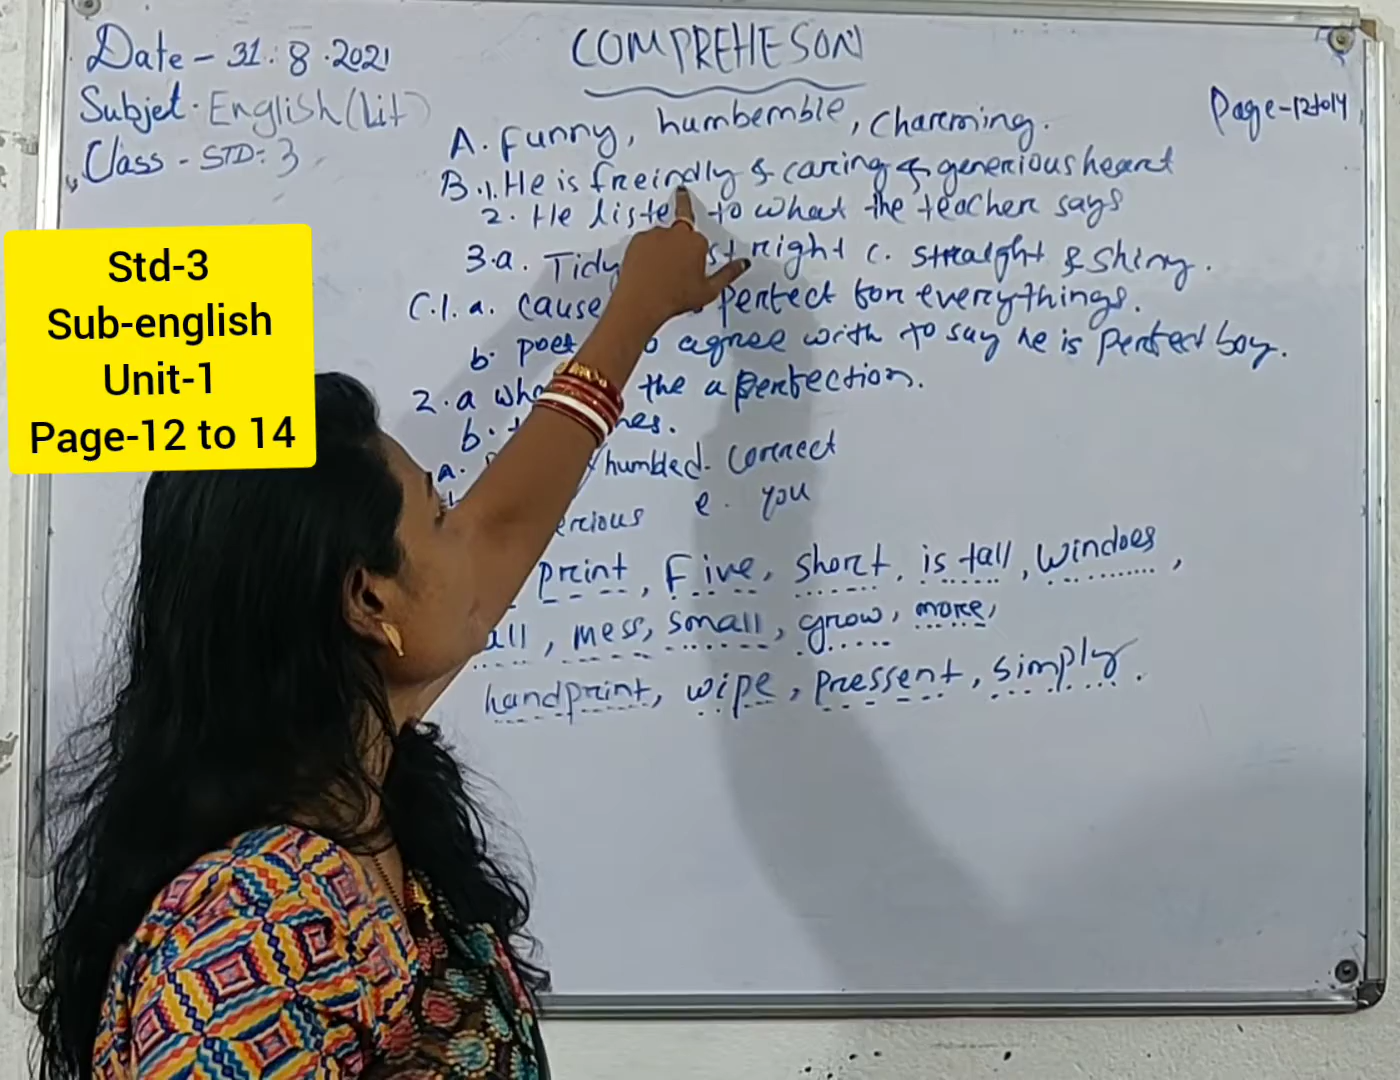 Date - 31.8.2021
Subjet. English (Lit)
Class - STD: 3
COMPREHESON
Page-12to14
Std-3
Sub-english
Unit-1
Page-12 to 14
A. funny, humbemble, Charming.
B.1. He is freindly & caring & generious heart
2. He liste to what the teacher says
3.a. Tidy right c. straight & shiny.
C.1.a. cause perfect for everythings.
b. poet agree with to say he is perfect boy.
2.a the a perfection.
b.
a. humbled. Correct
erious e. you
print, Five, short, is tall, windoes,
all, mess, small, grow, more,
handprint, wipe, pressent, simply.